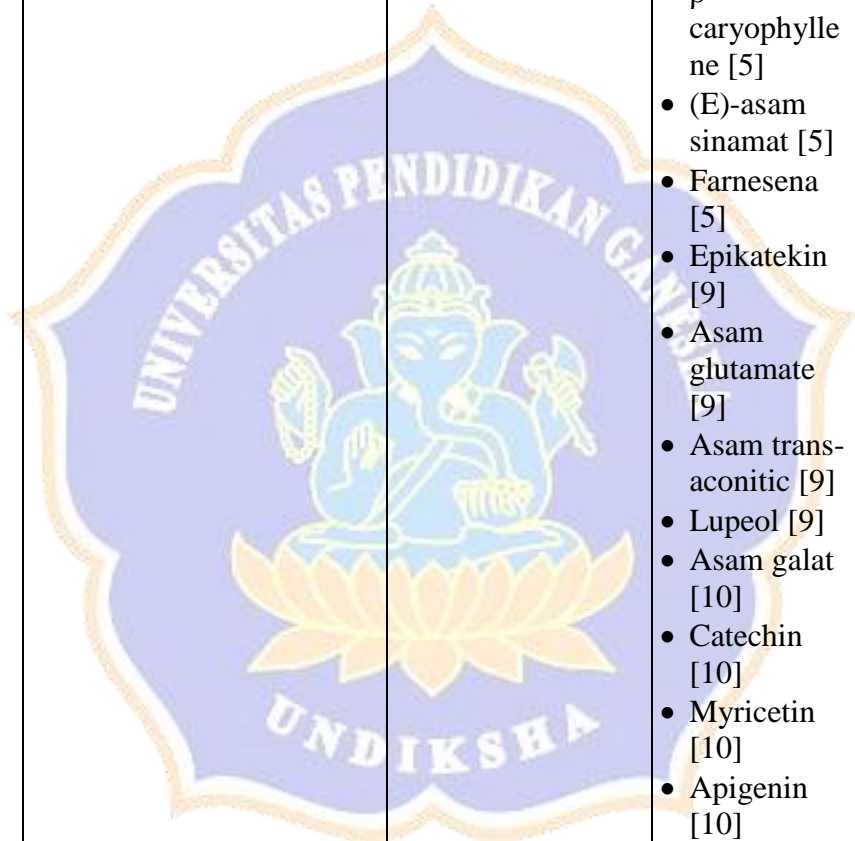 caryophylle
ne [5]
• (E)-asam
sinamat [5]
• Farnesena
[5]
• Epikatekin
[9]
• Asam
glutamate
[9]
• Asam trans-
aconitic [9]
• Lupeol [9]
• Asam galat
[10]
• Catechin
[10]
• Myricetin
[10]
• Apigenin
[10]
UNIVERSITAS PENDIDIKAN GANESHA
UNDIKSHA